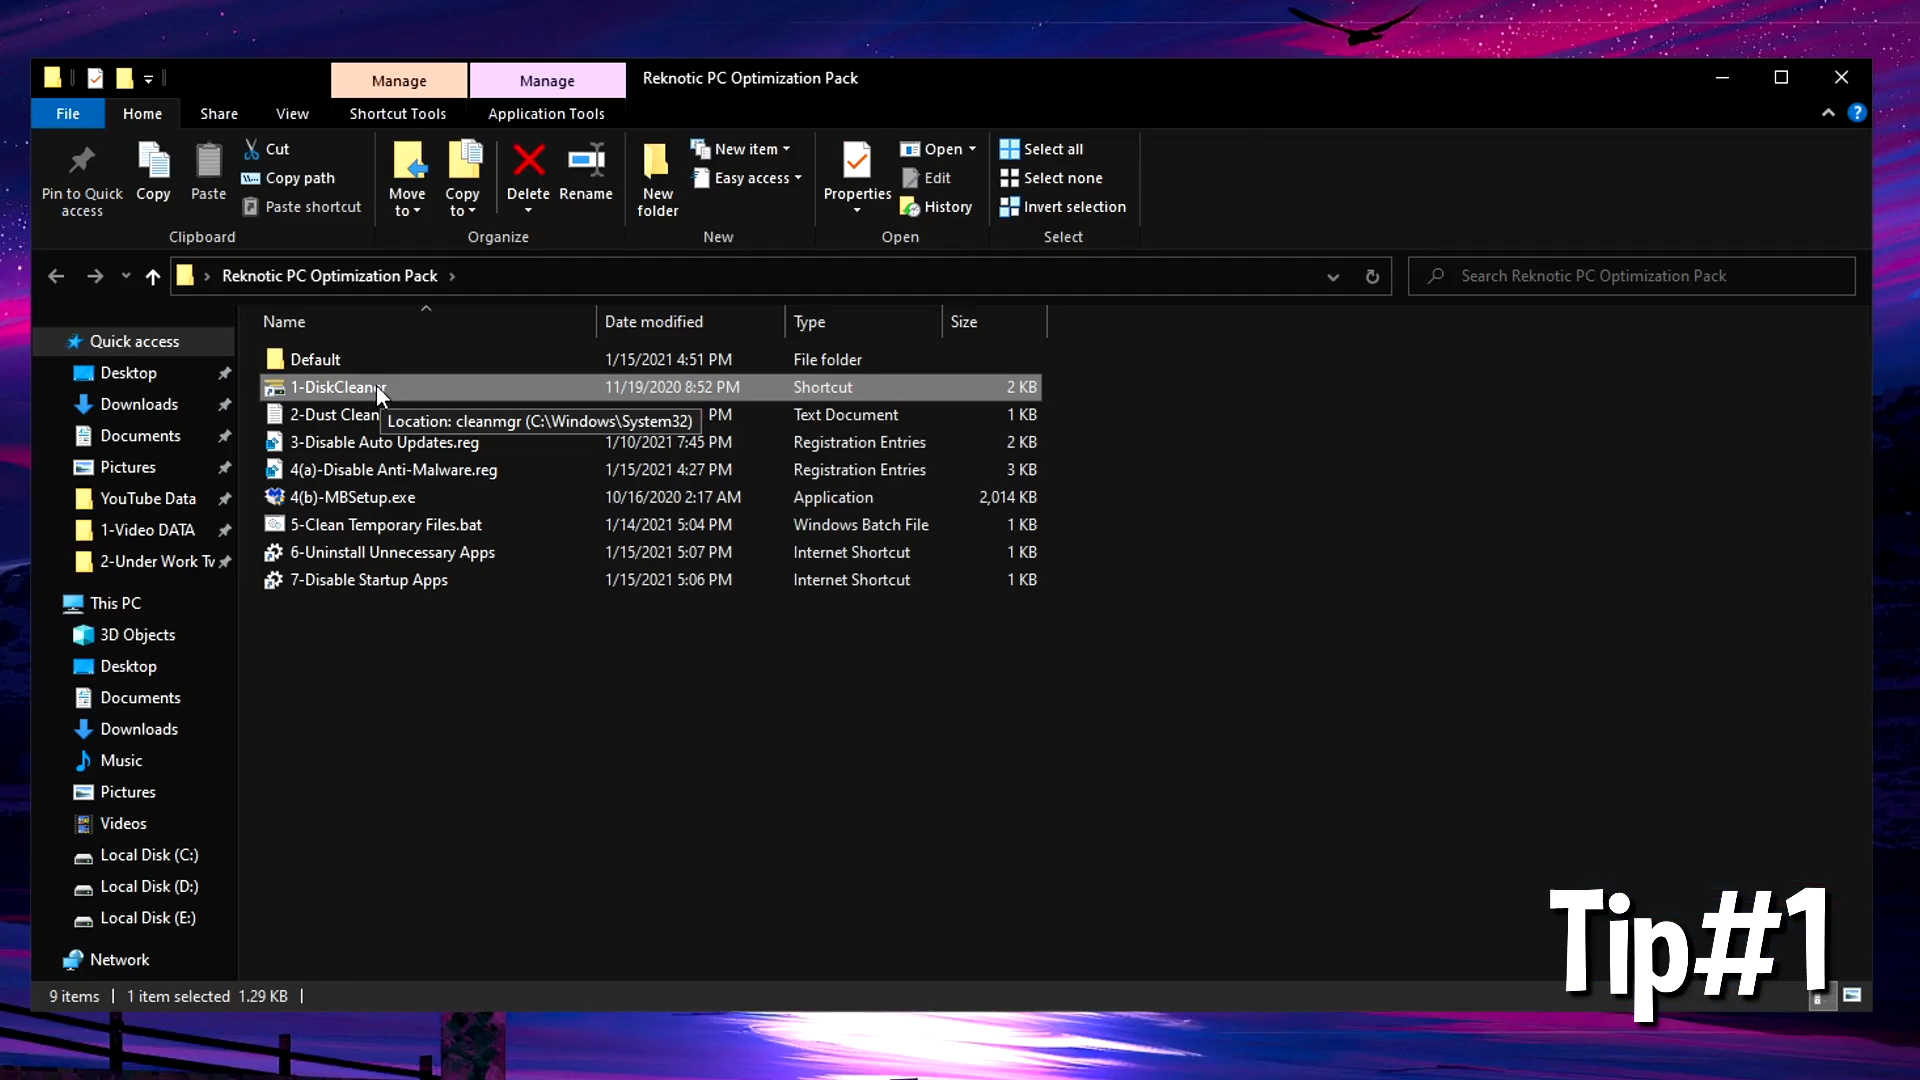 Manage
Manage
Reknotic PC Optimization Pack
File
Home
Share
View
Shortcut Tools
Application Tools
Pin to Quick access
Copy
Paste
Cut
Copy path
Paste shortcut
Clipboard
Move to
Copy to
Delete
Rename
Organize
New folder
New item
Easy access
New
Properties
Open
Edit
History
Open
Select all
Select none
Invert selection
Select
Reknotic PC Optimization Pack
Search Reknotic PC Optimization Pack
Name Date modified Type Size
Default 1/15/2021 4:51 PM File folder
1-DiskCleaner 11/19/2020 8:52 PM Shortcut 2 KB
2-Dust Clean PM Text Document 1 KB
Location: cleanmgr (C:\Windows\System32)
3-Disable Auto Updates.reg 1/10/2021 7:45 PM Registration Entries 2 KB
4(a)-Disable Anti-Malware.reg 1/15/2021 4:27 PM Registration Entries 3 KB
4(b)-MBSetup.exe 10/16/2020 2:17 AM Application 2,014 KB
5-Clean Temporary Files.bat 1/14/2021 5:04 PM Windows Batch File 1 KB
6-Uninstall Unnecessary Apps 1/15/2021 5:07 PM Internet Shortcut 1 KB
7-Disable Startup Apps 1/15/2021 5:06 PM Internet Shortcut 1 KB
Quick access
Desktop
Downloads
Documents
Pictures
YouTube Data
1-Video DATA
2-Under Work Tv
This PC
3D Objects
Desktop
Documents
Downloads
Music
Pictures
Videos
Local Disk (C:)
Local Disk (D:)
Local Disk (E:)
Network
9 items 1 item selected 1.29 KB
Tip#1